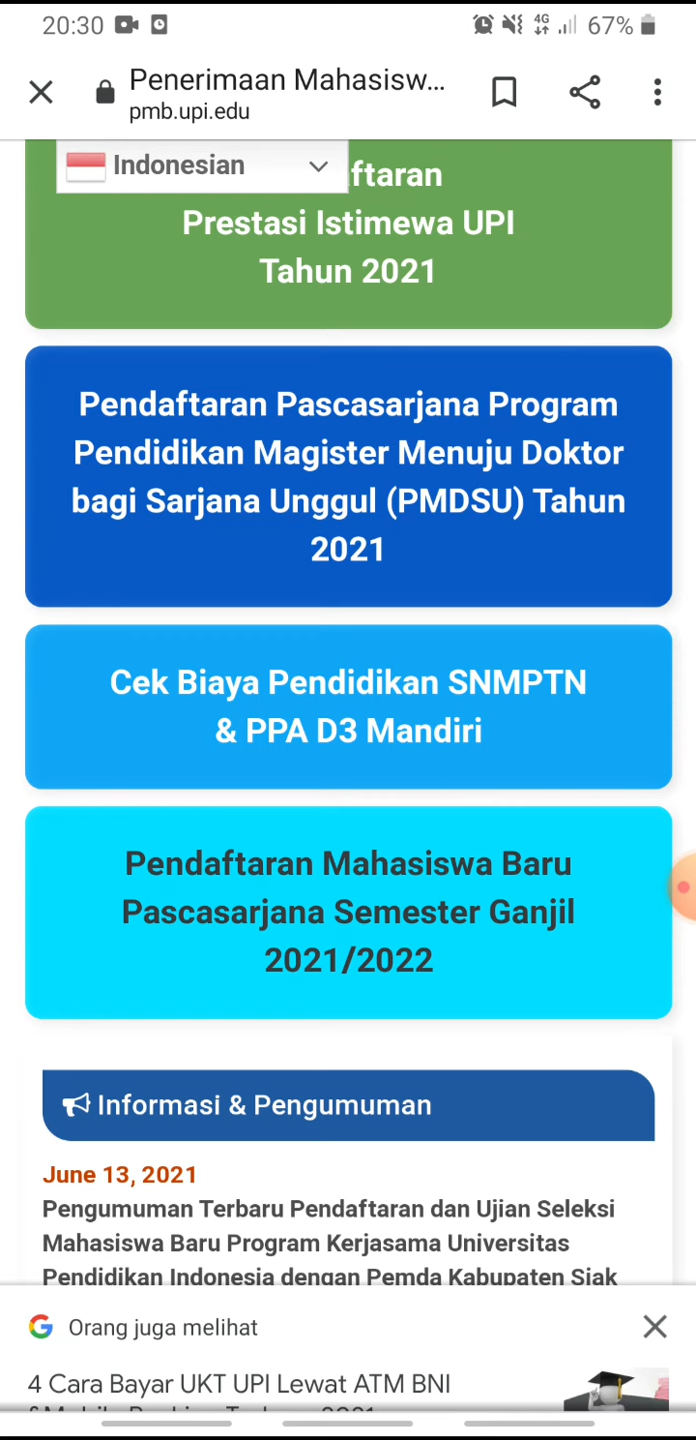 20:30
4G 67%
Penerimaan Mahasisw...
pmb.upi.edu
Indonesian
ftaran
Prestasi Istimewa UPI
Tahun 2021
Pendaftaran Pascasarjana Program
Pendidikan Magister Menuju Doktor
bagi Sarjana Unggul (PMDSU) Tahun
2021
Cek Biaya Pendidikan SNMPTN
& PPA D3 Mandiri
Pendaftaran Mahasiswa Baru
Pascasarjana Semester Ganjil
2021/2022
Informasi & Pengumuman
June 13, 2021
Pengumuman Terbaru Pendaftaran dan Ujian Seleksi
Mahasiswa Baru Program Kerjasama Universitas
Pendidikan Indonesia dengan Pemda Kabupaten Siak
Orang juga melihat
4 Cara Bayar UKT UPI Lewat ATM BNI